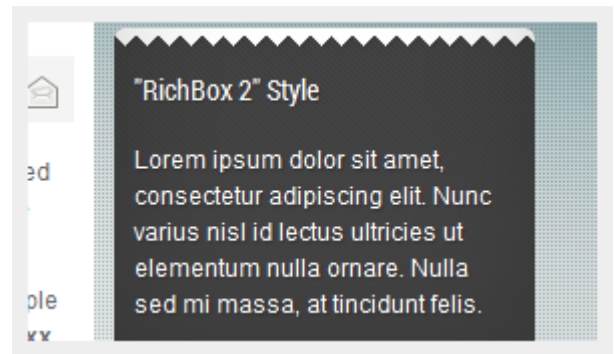 "RichBox 2" Style
Lorem ipsum dolor sit amet,
consectetur adipiscing elit. Nunc
varius nisl id lectus ultricies ut
elementum nulla ornare. Nulla
sed mi massa, at tincidunt felis.